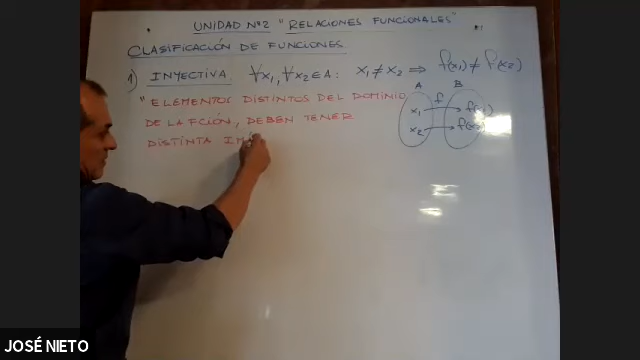 UNIDAD Nº2 "RELACIONES FUNCIONALES"
CLASIFICACIÓN DE FUNCIONES.
1) INYECTIVA. ∀x₁, ∀x₂ ∈ A: x₁ ≠ x₂ ⇒ f(x₁) ≠ f(x₂)
"ELEMENTOS DISTINTOS DEL DOMINIO
DE LA FCIÓN, DEBEN TENER
DISTINTA IM
A f B
x₁ f(x₁)
x₂ f(x₂)
JOSÉ NIETO